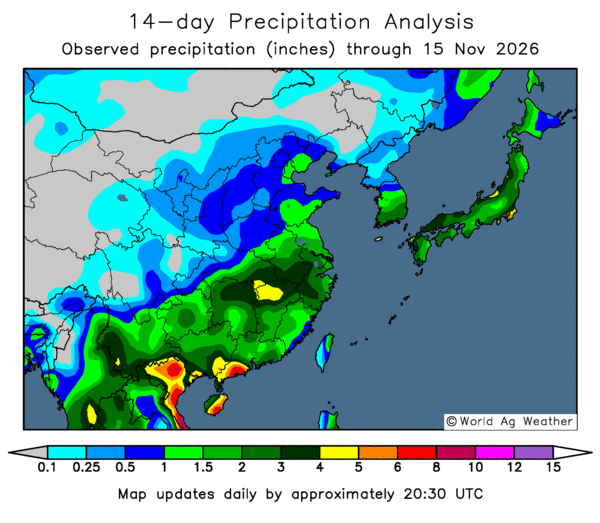 14-day Precipitation Analysis
Observed precipitation (inches) through 15 Nov 2026
© World Ag Weather
0.1 0.25 0.5 1 1.5 2 3 4 5 6 8 10 12 15
Map updates daily by approximately 20:30 UTC